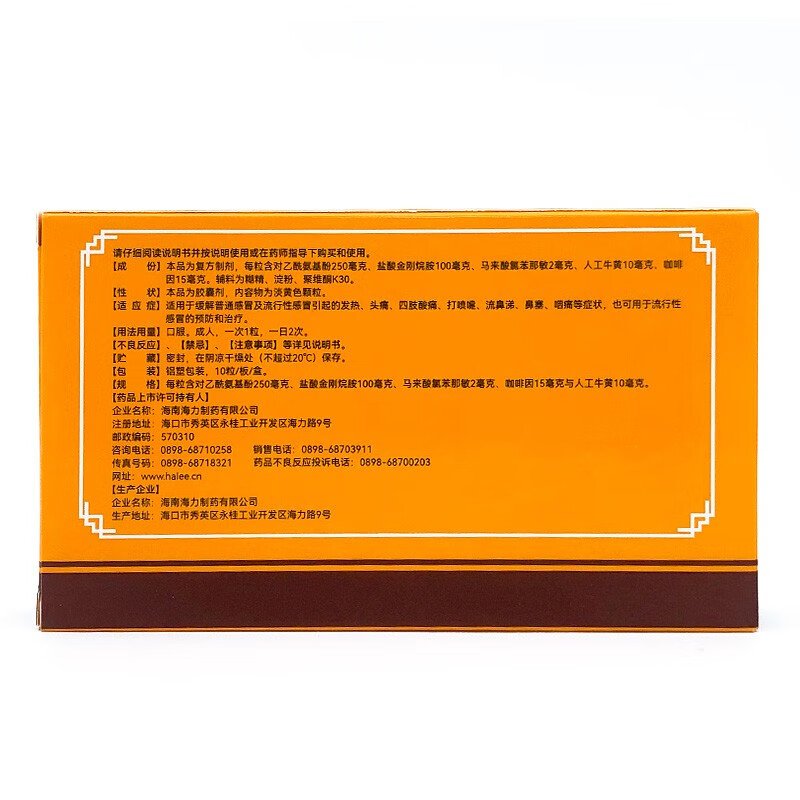 请仔细阅读说明书并按说明使用或在药师指导下购买和使用。
【成　份】本品为复方制剂，每粒含对乙酰氨基酚250毫克、盐酸金刚烷胺100毫克、马来酸氯苯那敏2毫克、人工牛黄10毫克、咖啡
因15毫克。辅料为糊精、淀粉、聚维酮K30。
【性　状】本品为胶囊剂，内容物为淡黄色颗粒。
【适 应 症】适用于缓解普通感冒及流行性感冒引起的发热、头痛、四肢酸痛、打喷嚏、流鼻涕、鼻塞、咽痛等症状，也可用于流行性
感冒的预防和治疗。
【用法用量】口服。成人，一次1粒，一日2次。
【不良反应】、【禁忌】、【注意事项】等详见说明书。
【贮　藏】密封，在阴凉干燥处（不超过20℃）保存。
【包　装】铝塑包装，10粒/板/盒。
【规　格】每粒含对乙酰氨基酚250毫克、盐酸金刚烷胺100毫克、马来酸氯苯那敏2毫克、咖啡因15毫克与人工牛黄10毫克。
【药品上市许可持有人】
企业名称：海南海力制药有限公司
注册地址：海口市秀英区永桂工业开发区海力路9号
邮政编码：570310
咨询电话：0898-68710258　销售电话：0898-68703911
传真号码：0898-68718321　药品不良反应投诉电话：0898-68700203
网址：www.halee.cn
【生产企业】
企业名称：海南海力制药有限公司
生产地址：海口市秀英区永桂工业开发区海力路9号